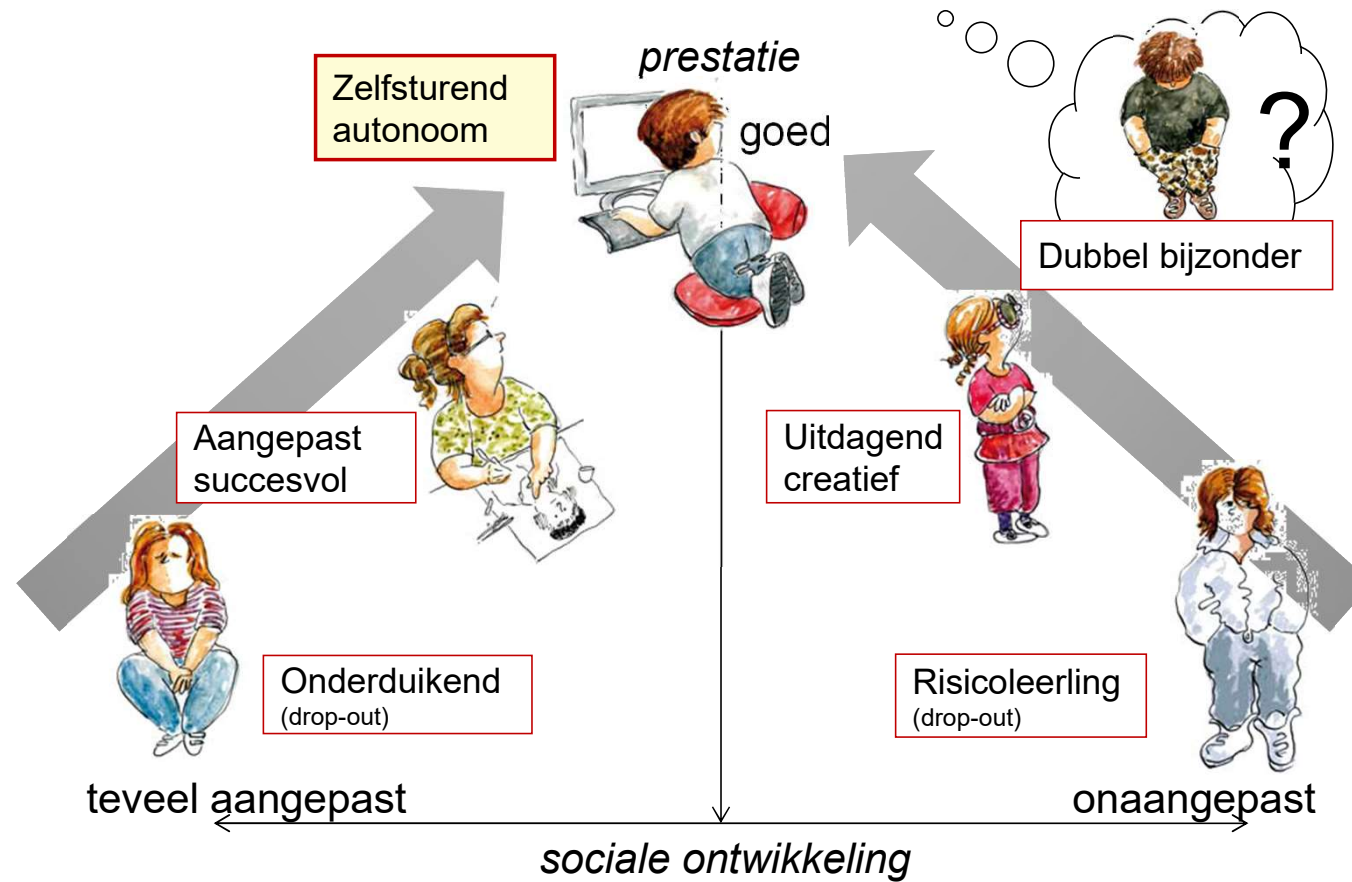 prestatie
Zelfsturend
autonoom
goed
?
Dubbel bijzonder
Aangepast
succesvol
Uitdagend
creatief
Onderduikend
(drop-out)
Risicoleerling
(drop-out)
teveel aangepast
onaangepast
sociale ontwikkeling